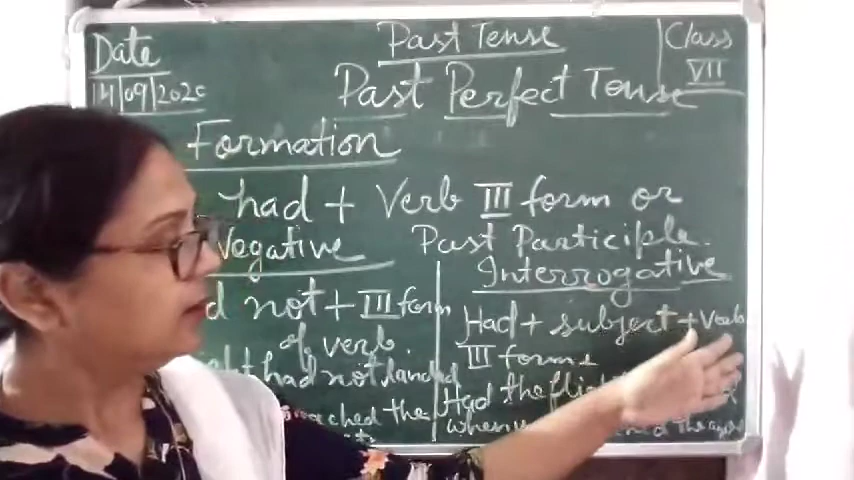 Date
Past Tense
Class
14/09/2020
VII
Past Perfect Tense
Formation
had + Verb III form or
Past Participle.
Negative
not + III form
of verb.
had not landed
reached the
Interrogative
Had + subject + Verb
III form
Had the
when
the